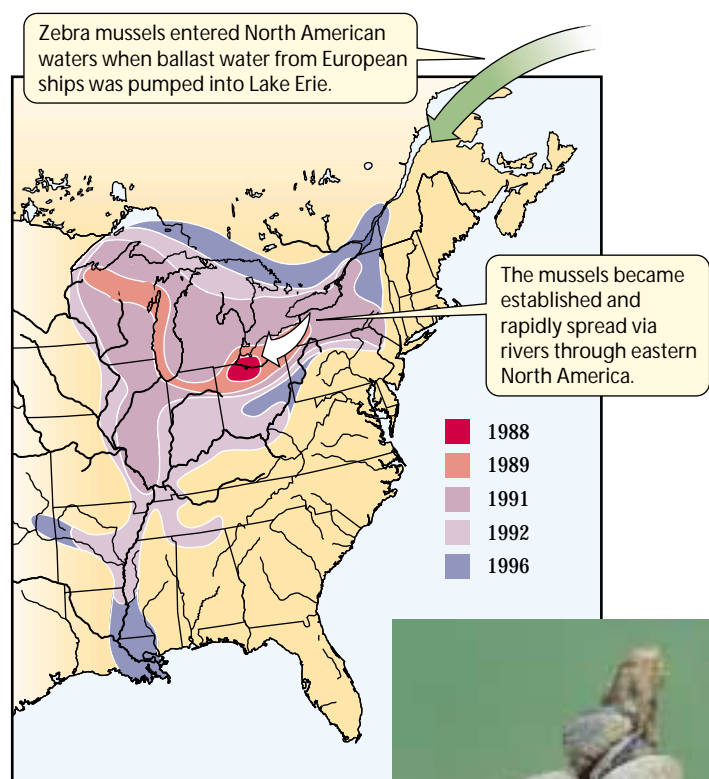 Zebra mussels entered North American
waters when ballast water from European
ships was pumped into Lake Erie.
The mussels became
established and
rapidly spread via
rivers through eastern
North America.
1988
1989
1991
1992
1996